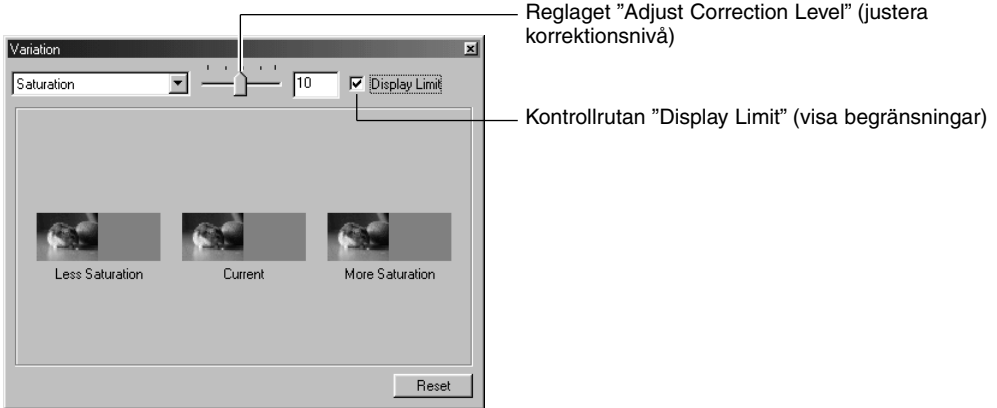 Reglaget ”Adjust Correction Level” (justera
korrektionsnivå)
Variation
Saturation
10
Display Limit
Kontrollrutan ”Display Limit” (visa begränsningar)
Less Saturation
Current
More Saturation
Reset